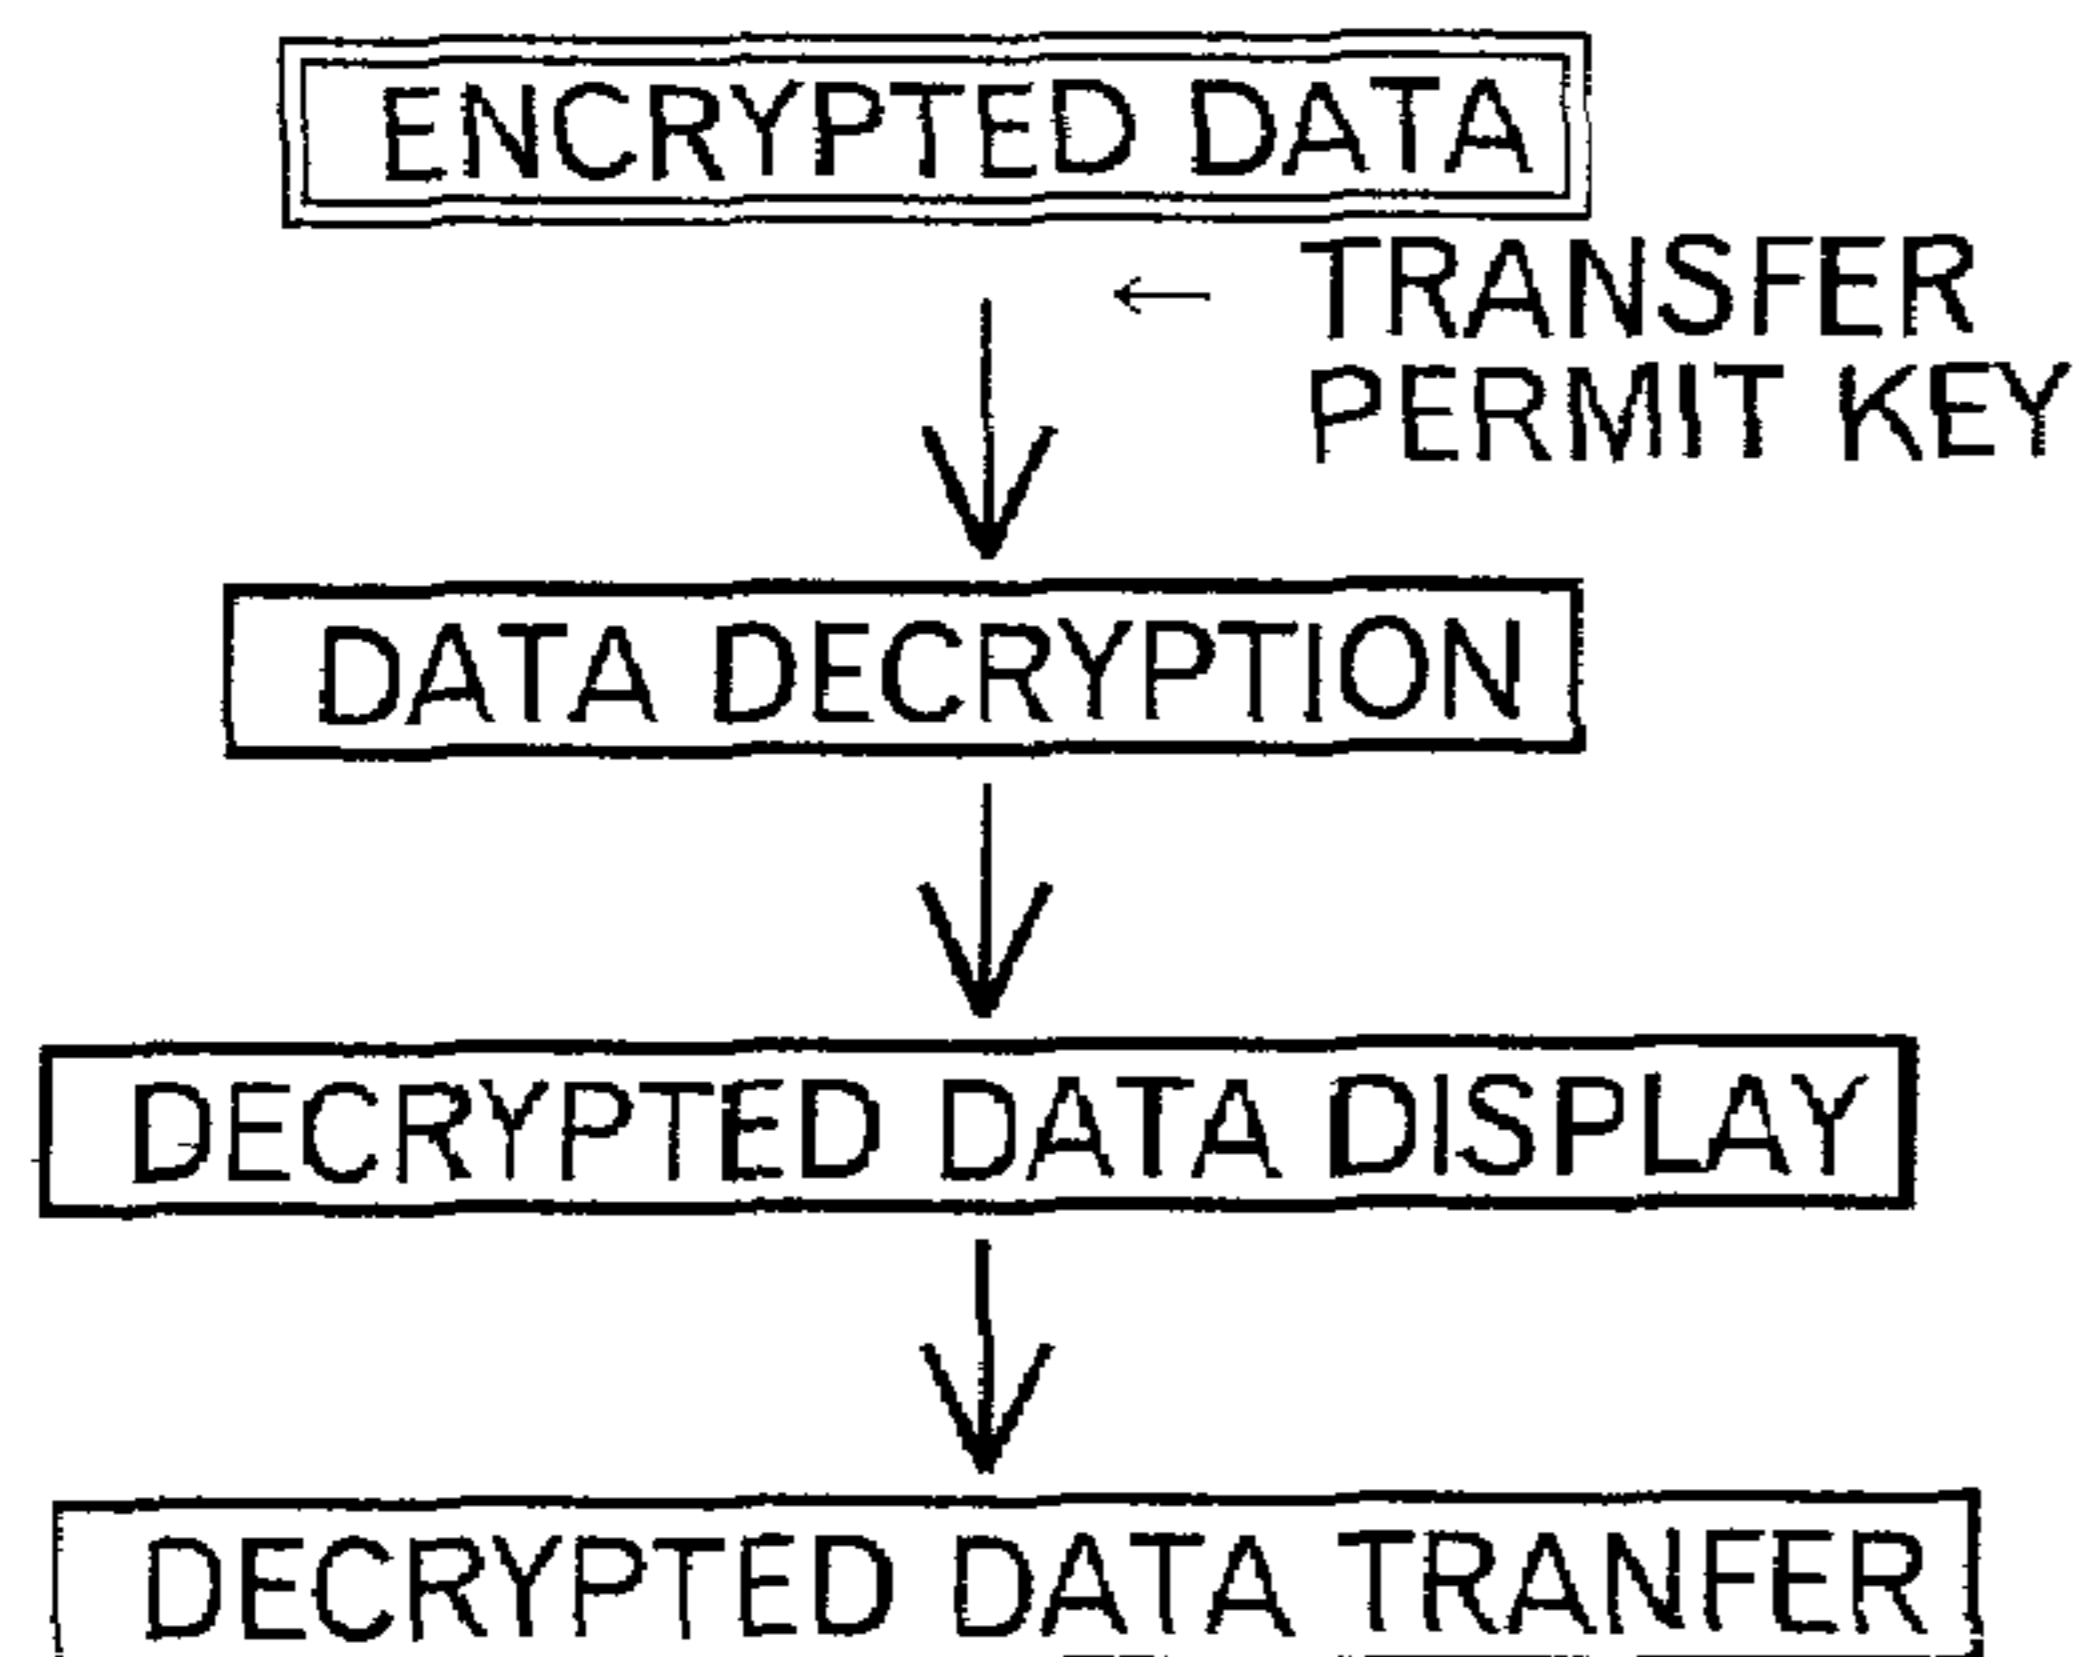 ENCRYPTED DATA
TRANSFER
PERMIT KEY
DATA DECRYPTION
DECRYPTED DATA DISPLAY
DECRYPTED DATA TRANFER